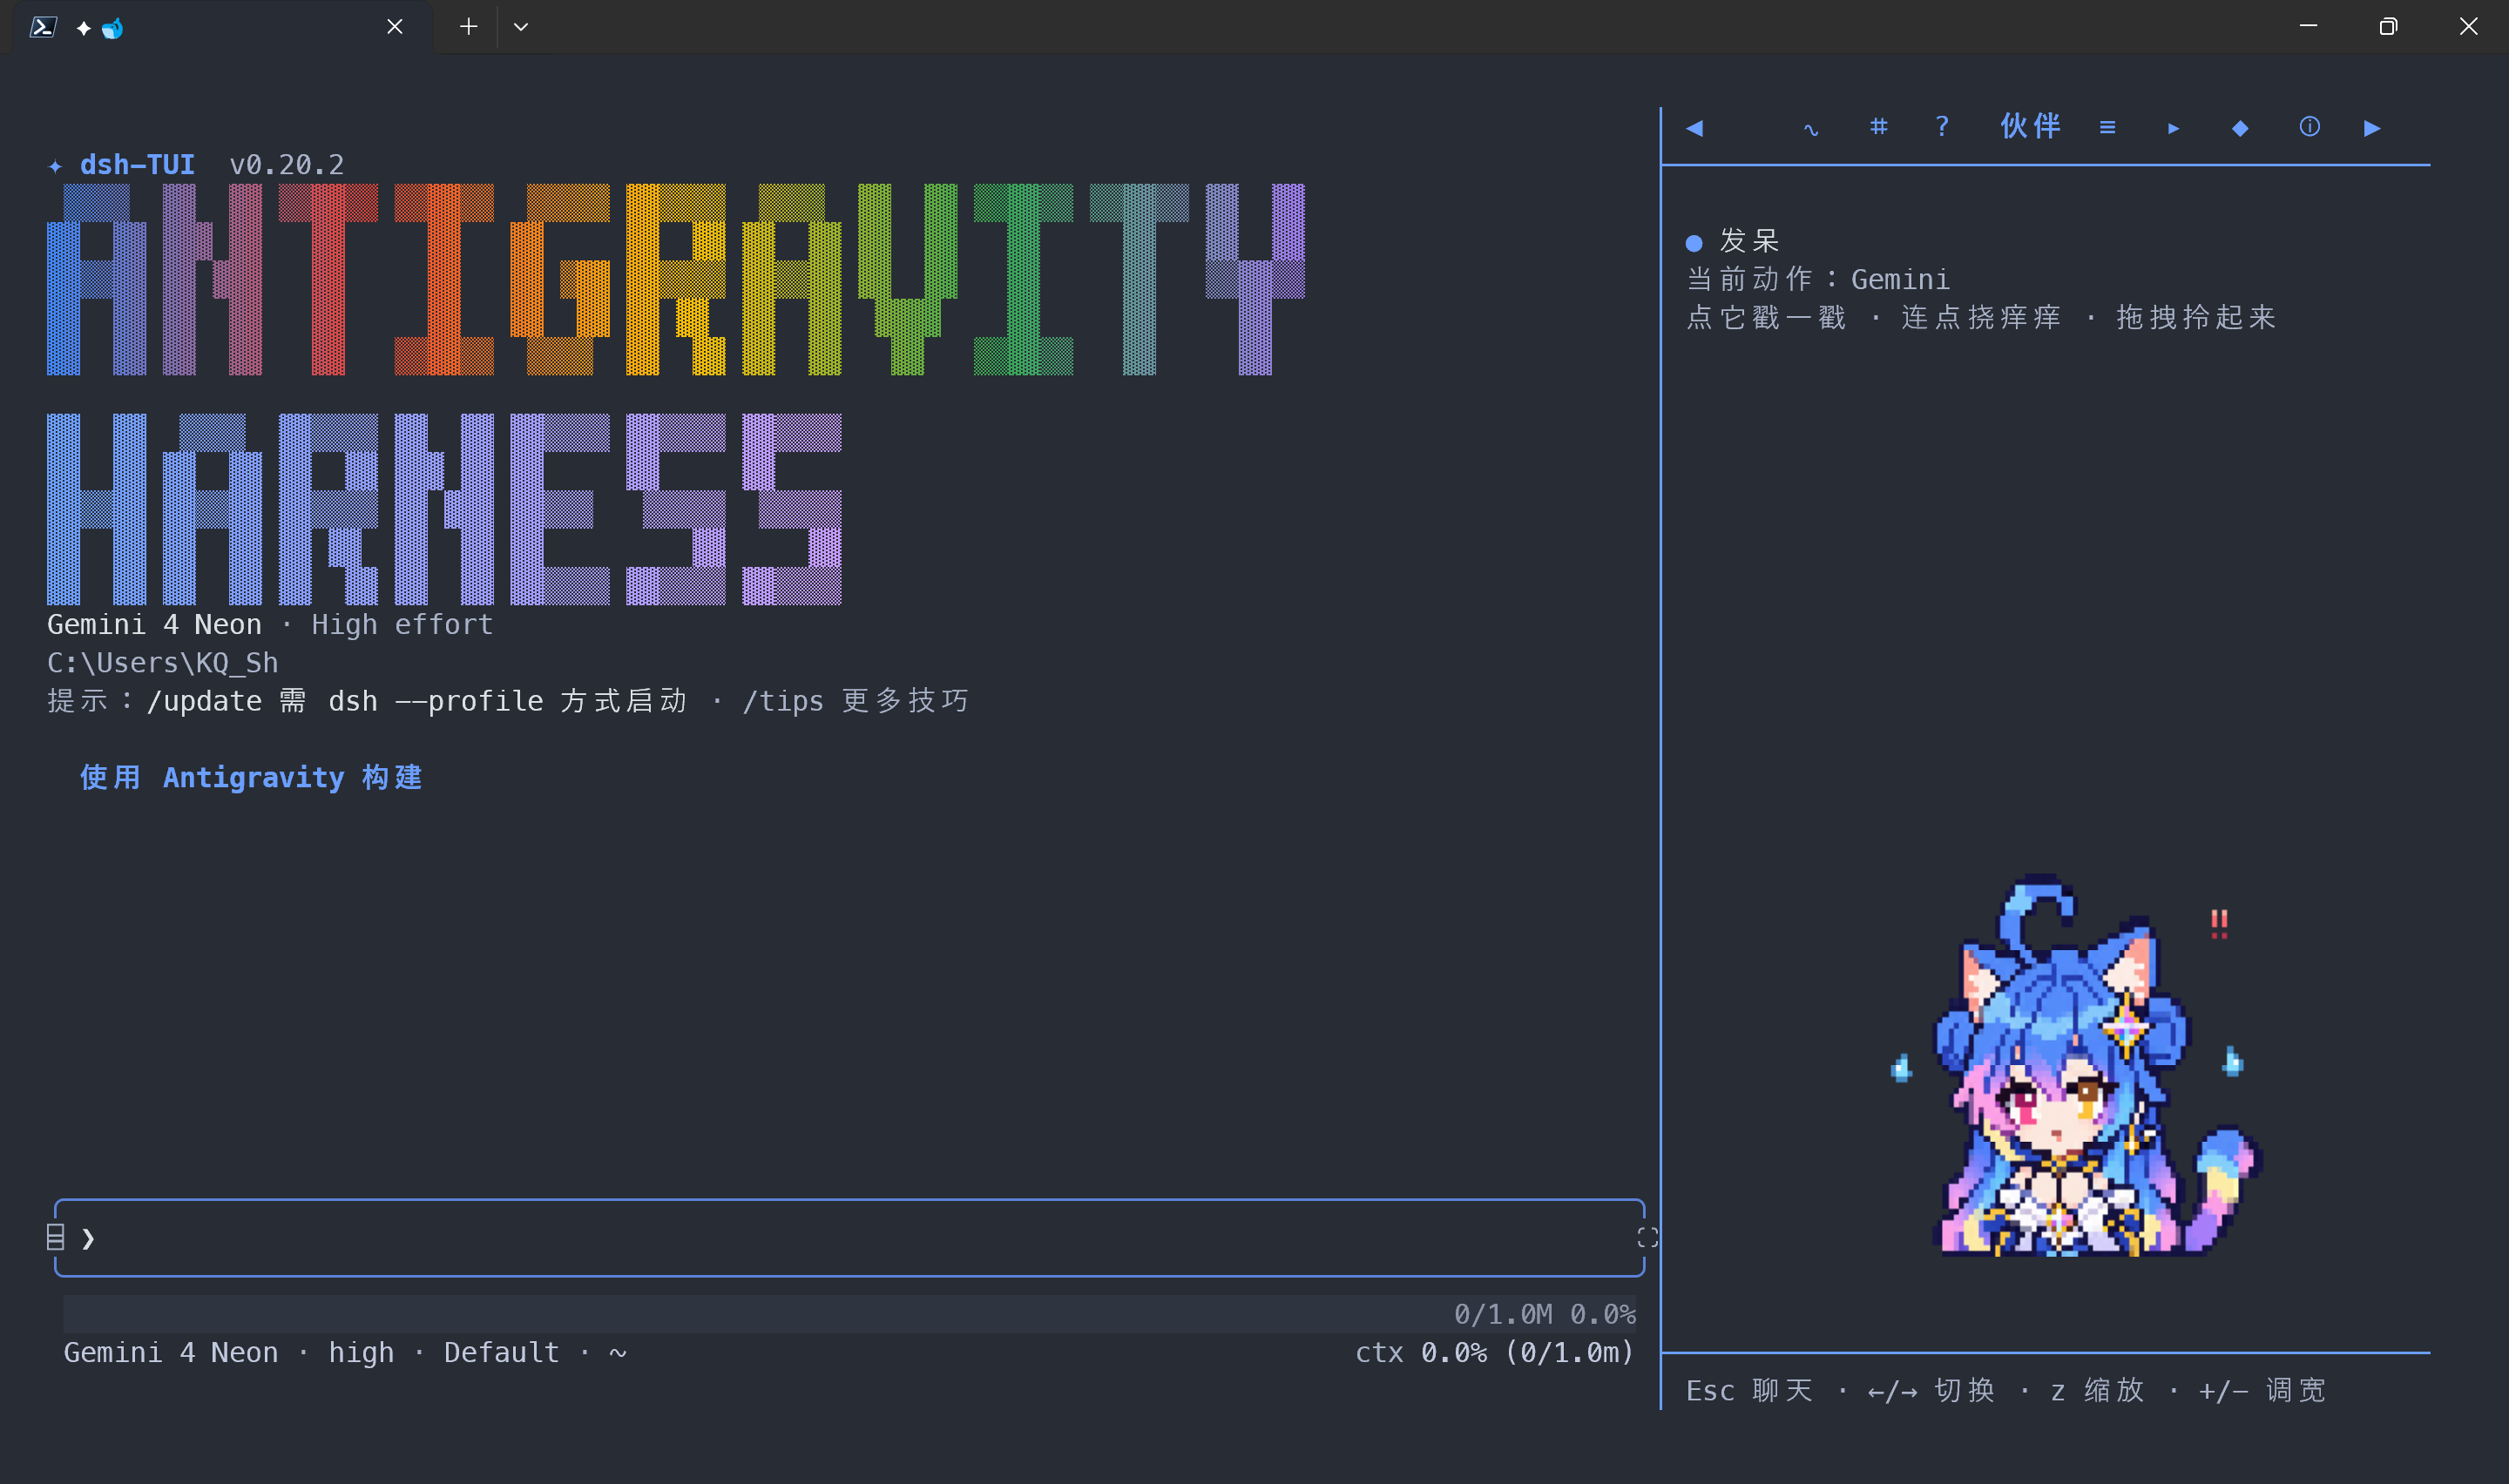 ✦ dsh-TUI v0.20.2
ANTIGRAVITY
HARNESS
Gemini 4 Neon · High effort
C:\Users\KQ_Sh
提示：/update 需 dsh --profile 方式启动 · /tips 更多技巧
使用 Antigravity 构建
❯
0/1.0M 0.0%
Gemini 4 Neon · high · Default · ~
ctx 0.0% (0/1.0m)
◀ ∿ # ? 伙伴 ≡ ▸ ◆ ⓘ ▶
● 发呆
当前动作：Gemini
点它戳一戳 · 连点挠痒痒 · 拖拽拎起来
!!
Esc 聊天 · ←/→ 切换 · z 缩放 · +/- 调宽